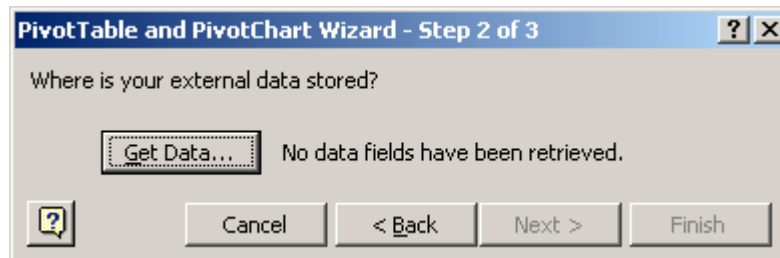 PivotTable and PivotChart Wizard - Step 2 of 3 ? X
Where is your external data stored?
Get Data... No data fields have been retrieved.
? Cancel < Back Next > Finish